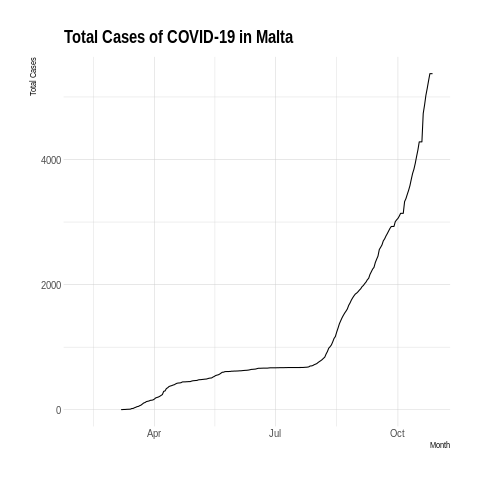 Total Cases of COVID-19 in Malta
Total Cases
4000
2000
0
Apr
Jul
Oct
Month